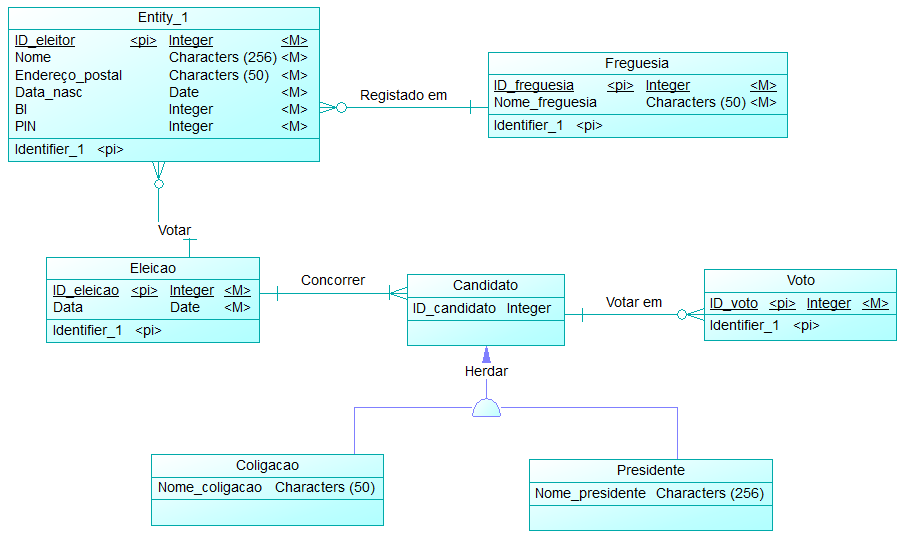 Entity_1
ID_eleitor <pi> Integer <M>
Nome Characters (256) <M>
Endereço_postal Characters (50) <M>
Data_nasc Date <M>
BI Integer <M>
PIN Integer <M>
Identifier_1 <pi>
Registado em
Freguesia
ID_freguesia <pi> Integer <M>
Nome_freguesia Characters (50) <M>
Identifier_1 <pi>
Votar
Eleicao
ID_eleicao <pi> Integer <M>
Data Date <M>
Identifier_1 <pi>
Concorrer
Candidato
ID_candidato Integer
Votar em
Voto
ID_voto <pi> Integer <M>
Identifier_1 <pi>
Herdar
Coligacao
Nome_coligacao Characters (50)
Presidente
Nome_presidente Characters (256)